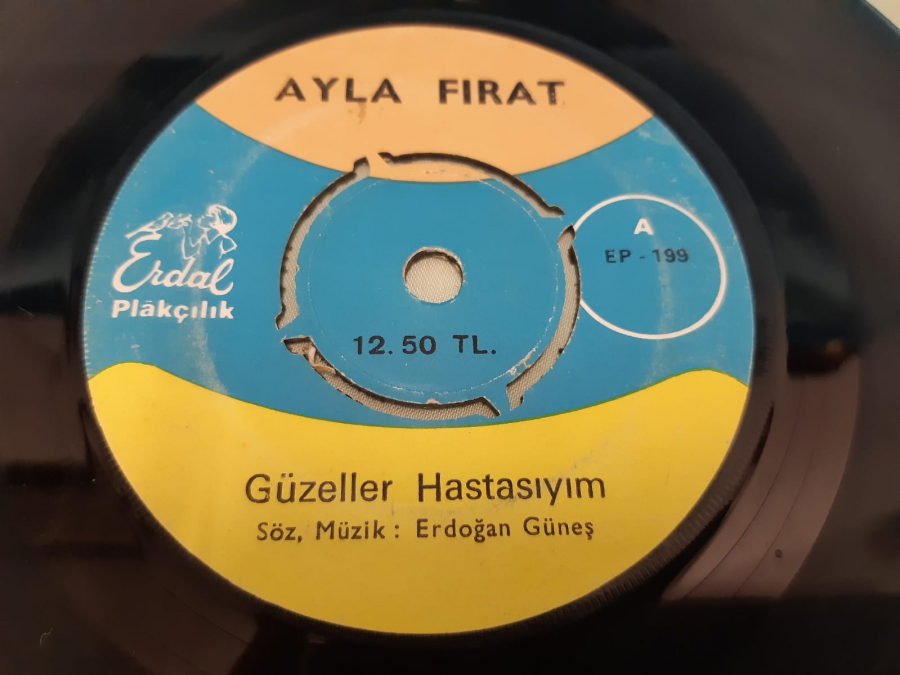 AYLA FIRAT
A
EP - 199
Erdal
Plâkçılık
12.50 TL.
Güzeller Hastasıyım
Söz, Müzik : Erdoğan Güneş